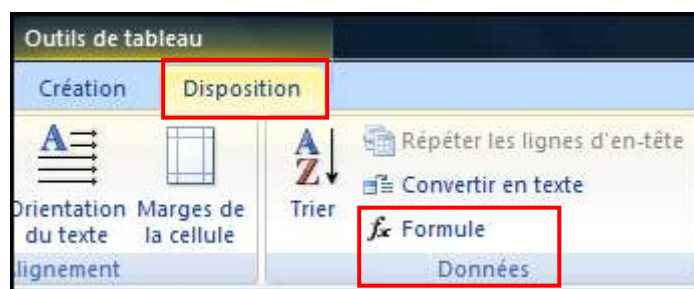 Outils de tableau
Création Disposition
Répéter les lignes d'en-tête
Convertir en texte
Orientation du texte
Marges de la cellule
Trier
Formule
Alignement
Données